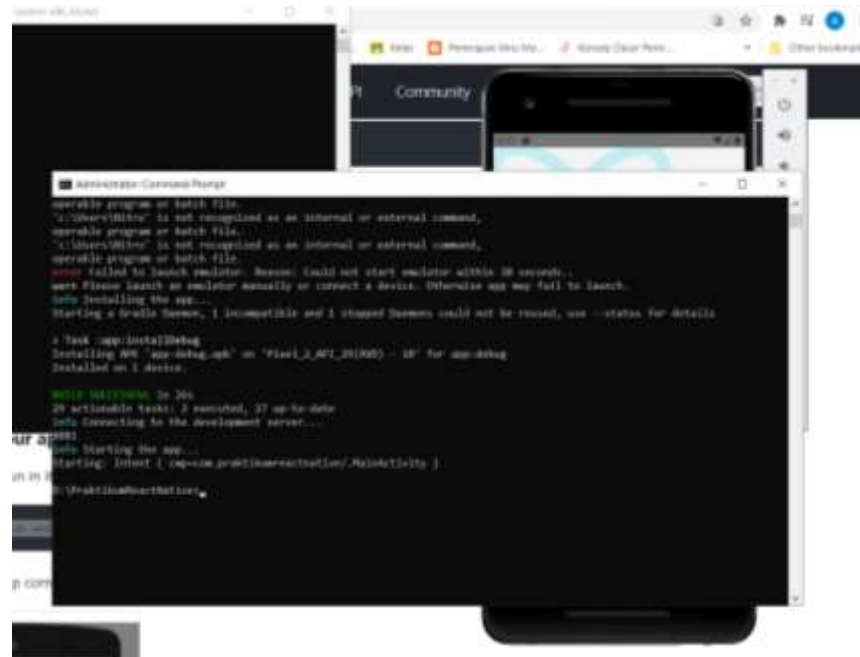 Community
Other bookmarks
Administrator: Command Prompt
operable program or batch file.
'c:\Users\Nitro' is not recognized as an internal or external command,
operable program or batch file.
'c:\Users\Nitro' is not recognized as an internal or external command,
operable program or batch file.
error Failed to launch emulator. Reason: Could not start emulator within 30 seconds..
warn Please launch an emulator manually or connect a device. Otherwise app may fail to launch.
info Installing the app...
Starting a Gradle Daemon, 1 incompatible and 1 stopped Daemons could not be reused, use --status for details
> Task :app:installDebug
Installing APK 'app-debug.apk' on 'Pixel_2_API_29(AVD) - 10' for app:debug
Installed on 1 device.
BUILD SUCCESSFUL in 26s
29 actionable tasks: 2 executed, 27 up-to-date
info Connecting to the development server...
8081
info Starting the app...
Starting: Intent { cmp=com.praktikumreactnative/.MainActivity }
D:\PraktikumReactNative>